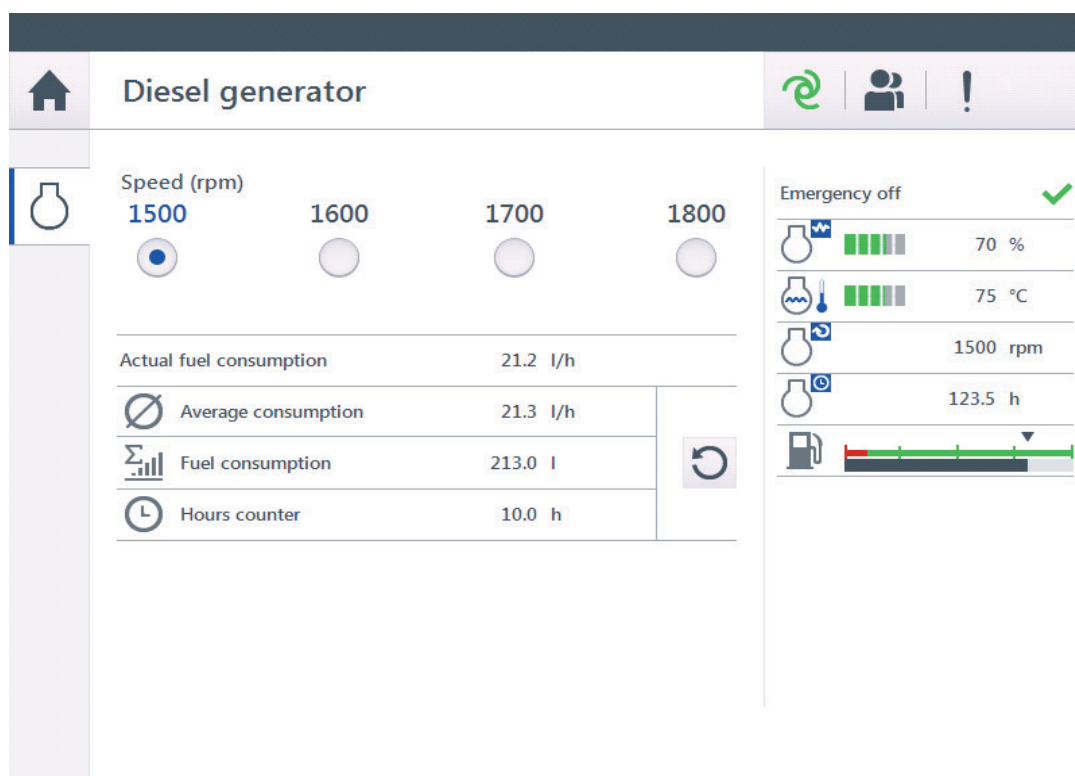 Diesel generator
Speed (rpm)
1500 1600 1700 1800
Actual fuel consumption 21.2 l/h
Average consumption 21.3 l/h
Fuel consumption 213.0 l
Hours counter 10.0 h
Emergency off
70 %
75 °C
1500 rpm
123.5 h